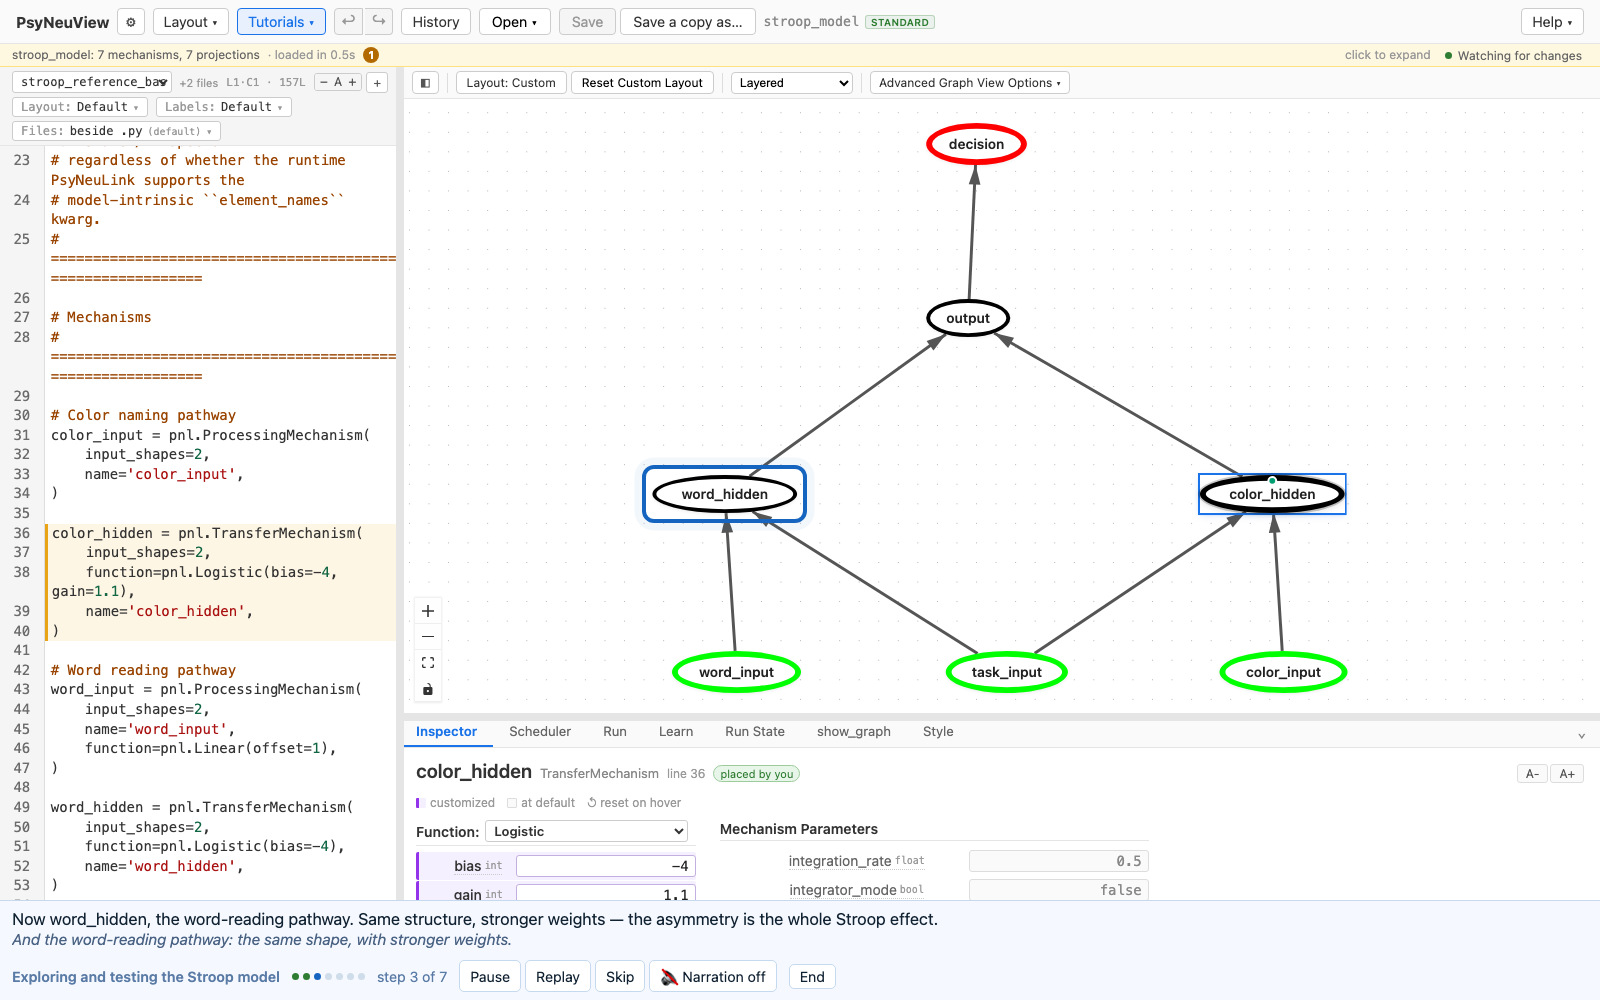 PsyNeuView ⚙ Layout ▾ Tutorials ▾ ↩ ↪ History Open ▾ Save Save a copy as... stroop_model STANDARD Help ▾
stroop_model: 7 mechanisms, 7 projections · loaded in 0.5s 1 click to expand ● Watching for changes
+2 files L1·C1 · 157L − A + +
Layout: Default ▾ Labels: Default ▾
Files: beside .py (default) ▾
23 # regardless of whether the runtime
PsyNeuLink supports the
24 # model-intrinsic ``element_names``
kwarg.
25 #
=========================================
==================
26
27 # Mechanisms
28 #
=========================================
==================
29
30 # Color naming pathway
31 color_input = pnl.ProcessingMechanism(
32 input_shapes=2,
33 name='color_input',
34 )
35
36 color_hidden = pnl.TransferMechanism(
37 input_shapes=2,
38 function=pnl.Logistic(bias=-4,
gain=1.1),
39 name='color_hidden',
40 )
41
42 # Word reading pathway
43 word_input = pnl.ProcessingMechanism(
44 input_shapes=2,
45 name='word_input',
46 function=pnl.Linear(offset=1),
47 )
48
49 word_hidden = pnl.TransferMechanism(
50 input_shapes=2,
51 function=pnl.Logistic(bias=-4),
52 name='word_hidden',
53 )
Layout: Custom Reset Custom Layout Layered Advanced Graph View Options ▾
decision
output
word_hidden
color_hidden
word_input
task_input
color_input
Inspector Scheduler Run Learn Run State show_graph Style
color_hidden TransferMechanism line 36 placed by you A- A+
customized at default ↺ reset on hover
Function: Logistic
bias int −4
gain int 1.1
Mechanism Parameters
integration_rate float 0.5
integrator_mode bool false
Now word_hidden, the word-reading pathway. Same structure, stronger weights — the asymmetry is the whole Stroop effect.
And the word-reading pathway: the same shape, with stronger weights.
Exploring and testing the Stroop model step 3 of 7 Pause Replay Skip Narration off End